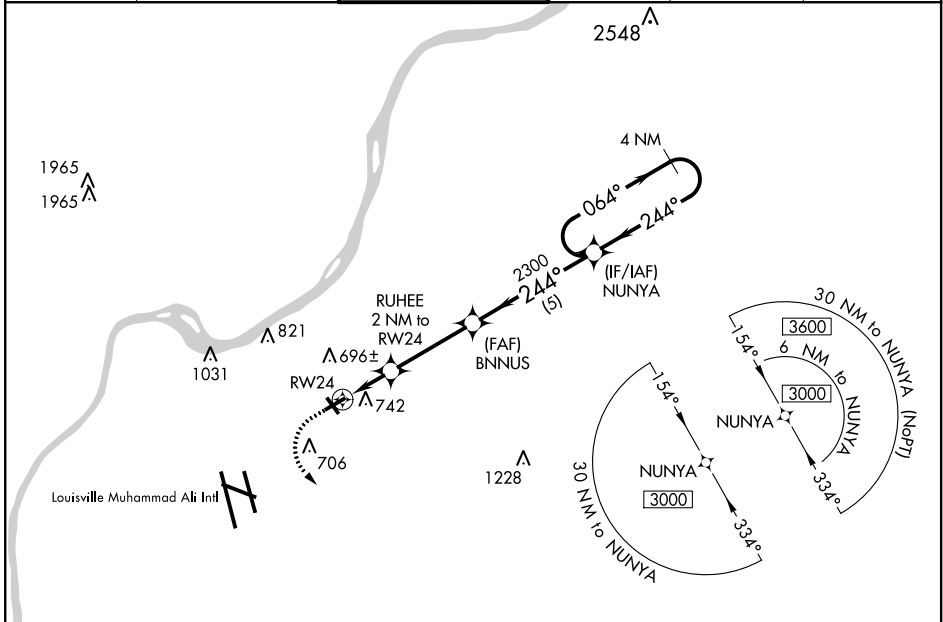 2548
4 NM
1965
1965
064°
244°
2300
244°
(5)
(IF/IAF)
NUNYA
RUHEE
2 NM to
RW24
(FAF)
BNNUS
821
1031
696±
RW24
742
706
1228
Louisville Muhammad Ali Intl
30 NM to NUNYA (NoPT)
154°
3600
6 NM to NUNYA
3000
NUNYA
334°
154°
NUNYA
3000
334°
30 NM to NUNYA